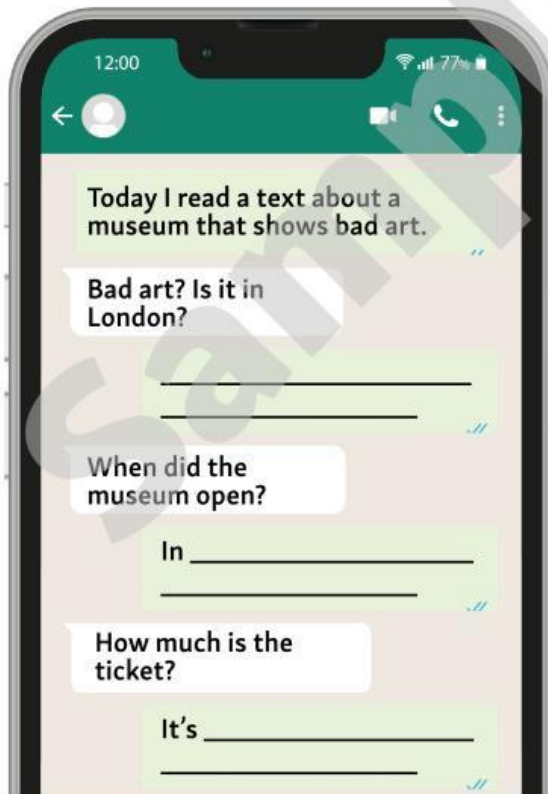 12:00
77%
Today I read a text about a
museum that shows bad art.
Bad art? Is it in
London?
When did the
museum open?
In
How much is the
ticket?
It's
Sample